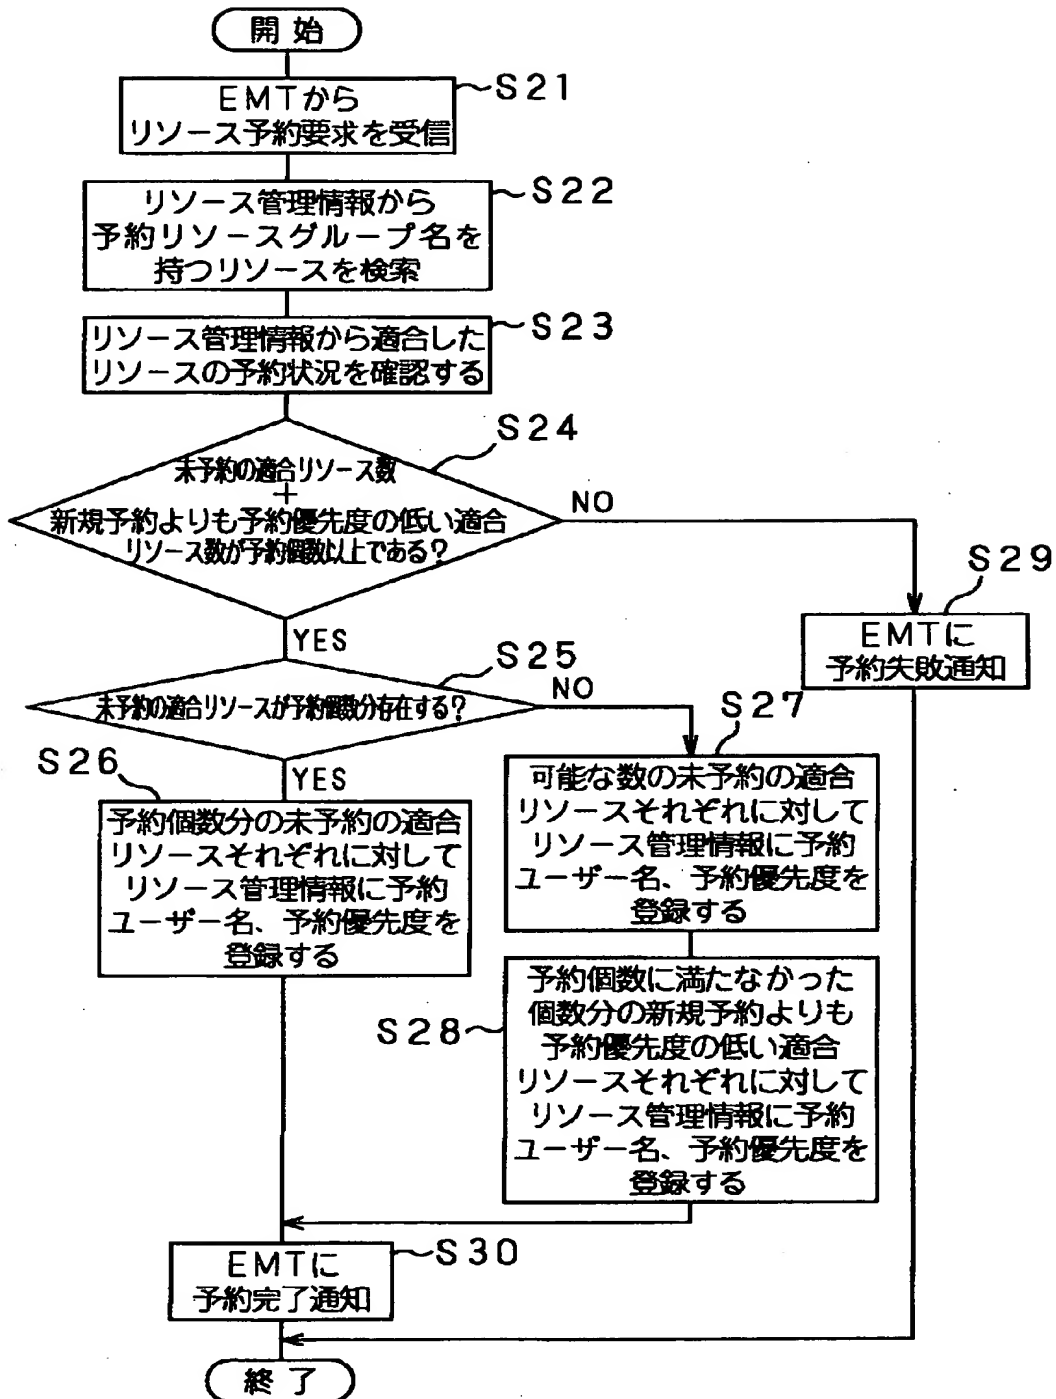 開始
S21
EMTから
リソース予約要求を受信
S22
リソース管理情報から
予約リソースグループ名を
持つリソースを検索
S23
リソース管理情報から適合した
リソースの予約状況を確認する
S24
未予約の適合リソース数
+
新規予約よりも予約優先度の低い適合
リソース数が予約個数以上である?
NO
YES
S29
EMTに
予約失敗通知
S25
未予約の適合リソースが予約個数分存在する?
NO
YES
S26
予約個数分の未予約の適合
リソースそれぞれに対して
リソース管理情報に予約
ユーザー名、予約優先度を
登録する
S27
可能な数の未予約の適合
リソースそれぞれに対して
リソース管理情報に予約
ユーザー名、予約優先度を
登録する
S28
予約個数に満たなかった
個数分の新規予約よりも
予約優先度の低い適合
リソースそれぞれに対して
リソース管理情報に予約
ユーザー名、予約優先度を
登録する
S30
EMTに
予約完了通知
終了